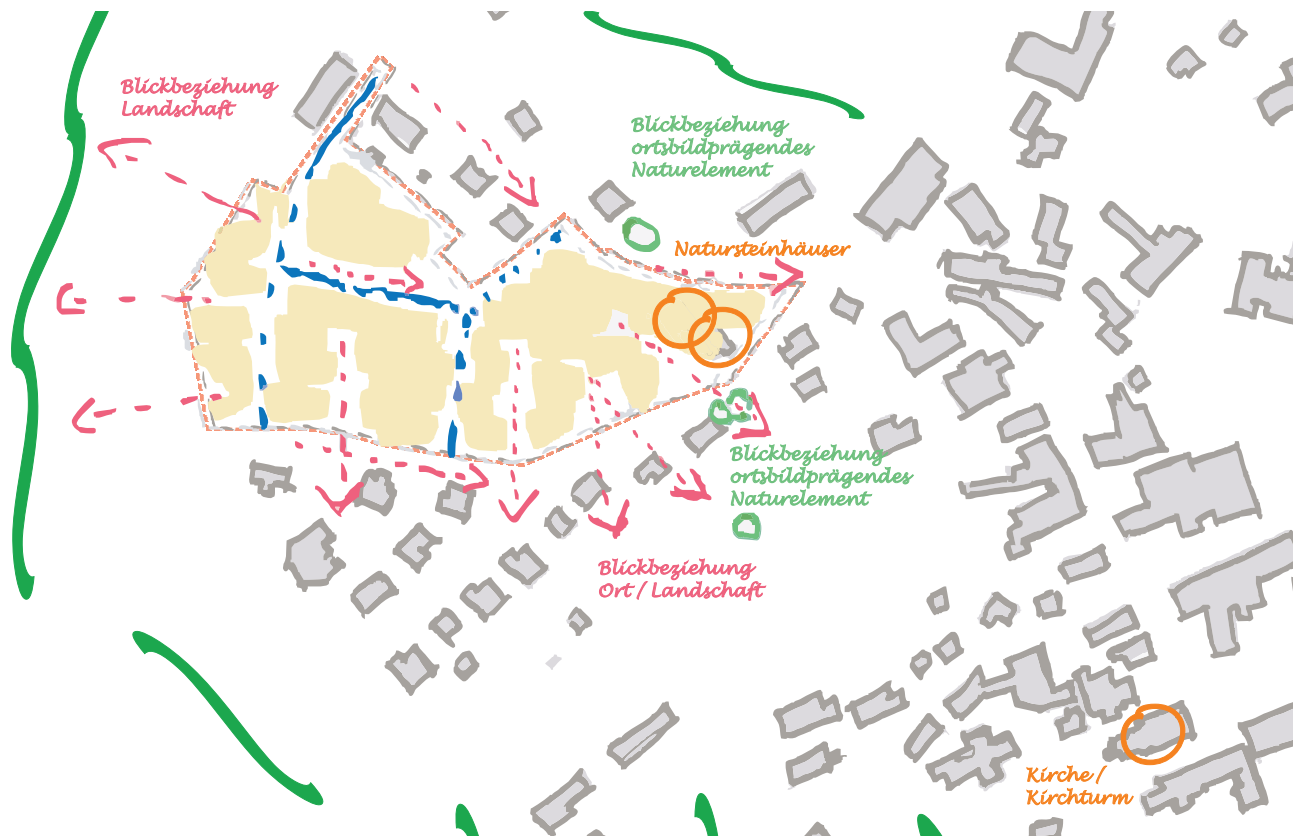 Blickbeziehung
Landschaft
Blickbeziehung
ortsbildprägendes
Naturelement
Natursteinhäuser
Blickbeziehung
ortsbildprägendes
Naturelement
Blickbeziehung
Ort / Landschaft
Kirche /
Kirchturm